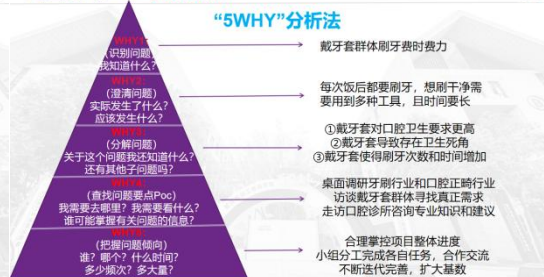 “5WHY”分析法
WHY1:
(识别问题)
我知道什么?
戴牙套群体刷牙费时费力
WHY2:
(澄清问题)
实际发生了什么?
应该发生什么?
每次饭后都要刷牙，想刷干净需
要用到多种工具，且时间要长
WHY3:
(分解问题)
关于这个问题我还知道什么?
还有其他子问题吗?
①戴牙套对口腔卫生要求更高
②戴牙套导致存在卫生死角
③戴牙套使得刷牙次数和时间增加
WHY4:
(查找问题要点Poc)
我需要去哪里? 我需要看什么?
谁可能掌握有关问题的信息?
桌面调研牙刷行业和口腔正畸行业
访谈戴牙套群体寻找真正需求
走访口腔诊所咨询专业知识和建议
WHY5:
(把握问题倾向)
谁? 哪个? 什么时间?
多少频次? 多大量?
合理掌控项目整体进度
小组分工完成各自任务，合作交流
不断迭代完善，扩大基数